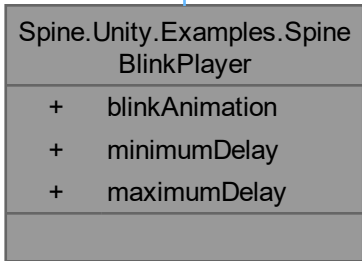 Spine.Unity.Examples.Spine
BlinkPlayer
+ blinkAnimation
+ minimumDelay
+ maximumDelay